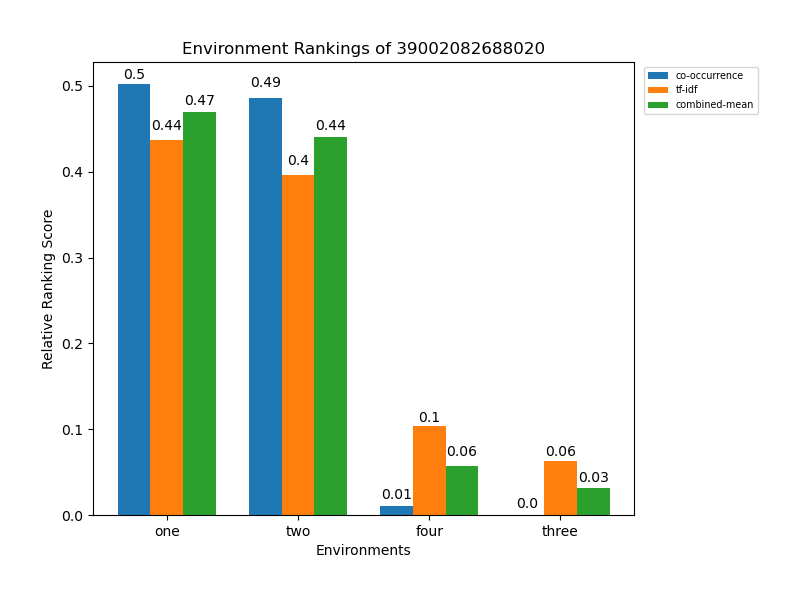 Environment Rankings of 39002082688020
co-occurrence
tf-idf
combined-mean
0.5
0.44
0.47
0.49
0.4
0.44
0.01
0.1
0.06
0.0
0.06
0.03
Relative Ranking Score
0.5
0.4
0.3
0.2
0.1
0.0
one two four three
Environments